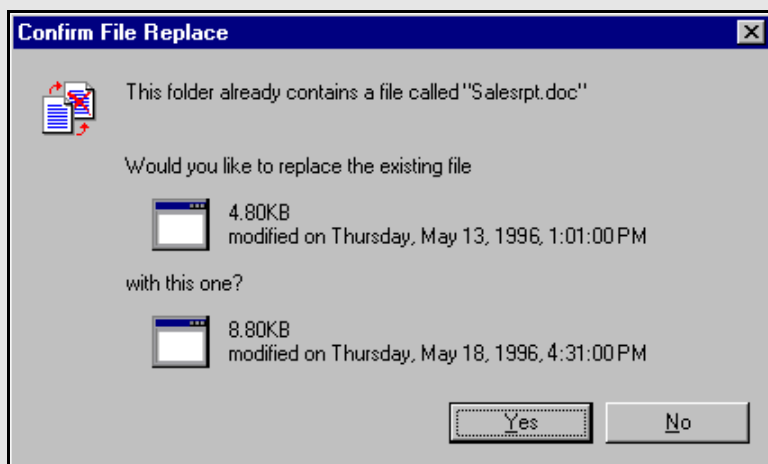 Confirm File Replace
This folder already contains a file called "Salesrpt.doc"
Would you like to replace the existing file
4.80KB
modified on Thursday, May 13, 1996, 1:01:00 PM
with this one?
8.80KB
modified on Thursday, May 18, 1996, 4:31:00 PM
Yes No